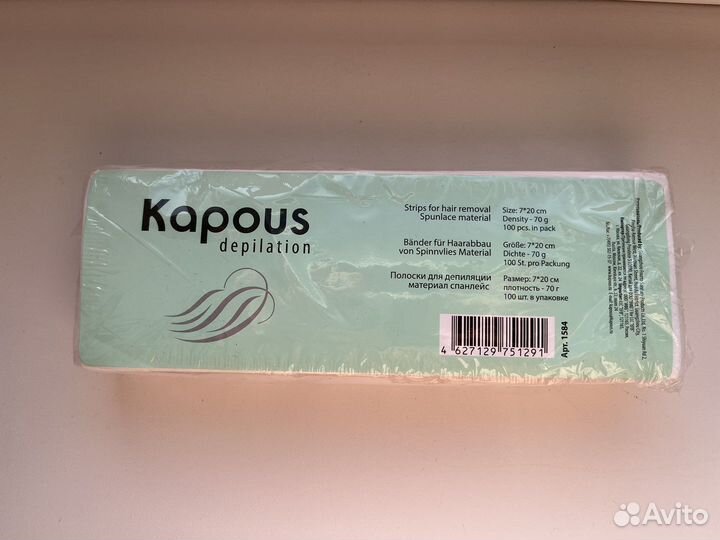 Kapous
depilation
Strips for hair removal
Spunlace material
Size: 7*20 cm
Density - 70 g
100 pcs. in pack
Bänder für Haarabbau
von Spinnvlies Material
Größe: 7*20 cm
Dichte - 70 g
100 St. pro Packung
Полоски для депиляции
материал спанлейс
Размер: 7*20 см
плотность - 70 г
100 шт. в упаковке
4 627129 751291
Арт. 1584
Avito